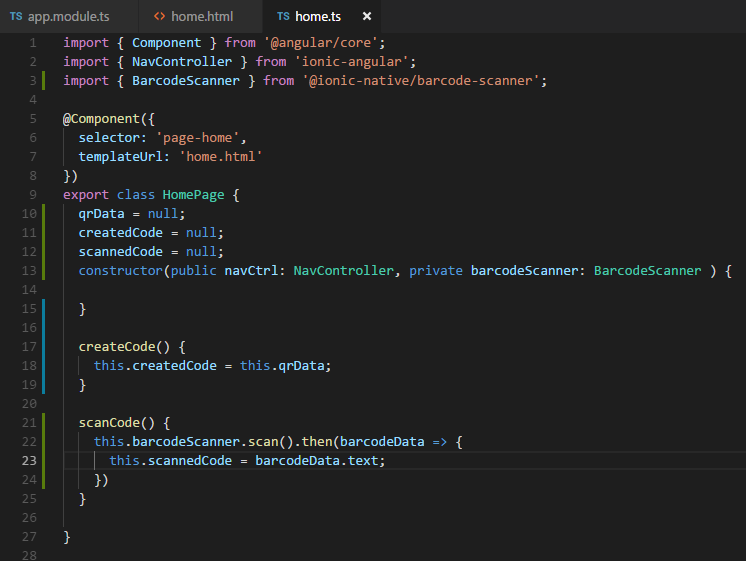 TS app.module.ts <> home.html TS home.ts ×
1 import { Component } from '@angular/core';
2 import { NavController } from 'ionic-angular';
3 import { BarcodeScanner } from '@ionic-native/barcode-scanner';
4
5 @Component({
6   selector: 'page-home',
7   templateUrl: 'home.html'
8 })
9 export class HomePage {
10   qrData = null;
11   createdCode = null;
12   scannedCode = null;
13   constructor(public navCtrl: NavController, private barcodeScanner: BarcodeScanner ) {
14
15   }
16
17   createCode() {
18     this.createdCode = this.qrData;
19   }
20
21   scanCode() {
22     this.barcodeScanner.scan().then(barcodeData => {
23       this.scannedCode = barcodeData.text;
24     })
25   }
26
27 }
28